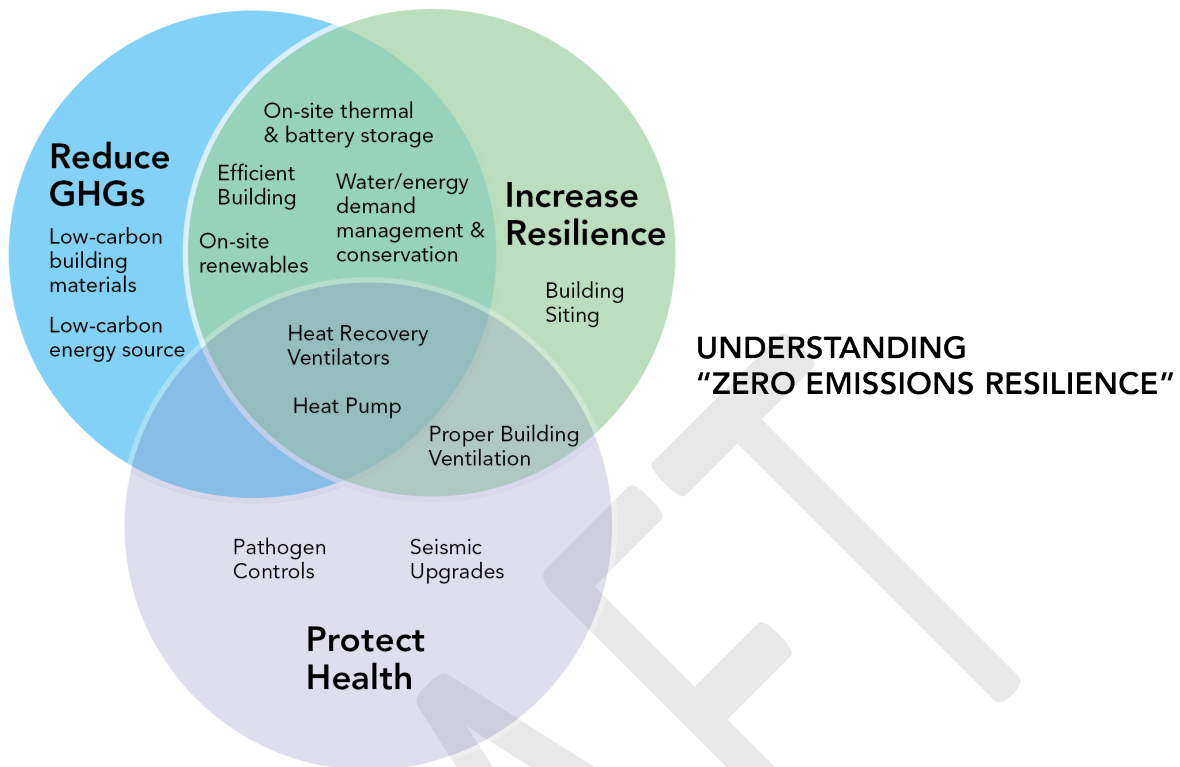 On-site thermal
& battery storage
Reduce
GHGs
Efficient
Building
Water/energy
demand
management &
conservation
Increase
Resilience
Low-carbon
building
materials
On-site
renewables
Building
Siting
Low-carbon
energy source
Heat Recovery
Ventilators
UNDERSTANDING
“ZERO EMISSIONS RESILIENCE”
Heat Pump
Proper Building
Ventilation
Pathogen
Controls
Seismic
Upgrades
Protect
Health